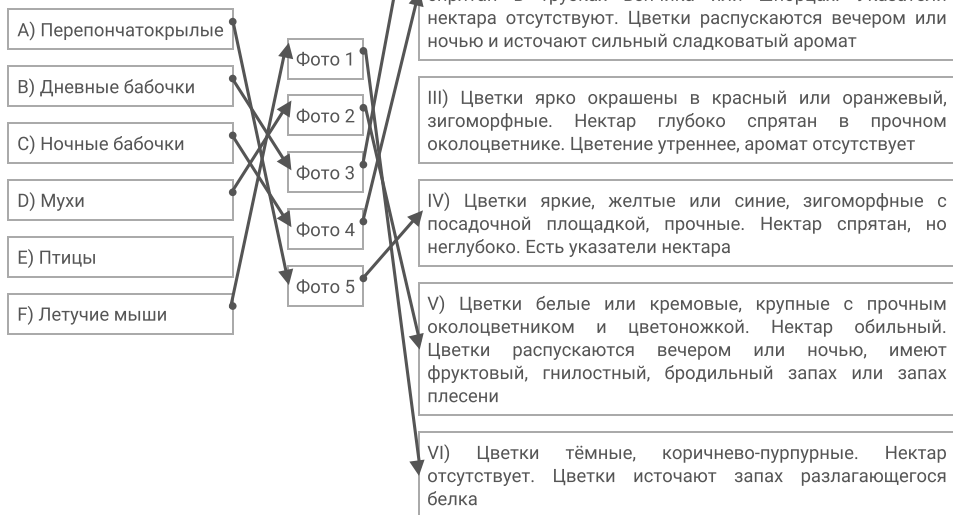 A) Перепончатокрылые
B) Дневные бабочки
C) Ночные бабочки
D) Мухи
E) Птицы
F) Летучие мыши
Фото 1
Фото 2
Фото 3
Фото 4
Фото 5
нектара отсутствуют. Цветки распускаются вечером или
ночью и источают сильный сладковатый аромат
III) Цветки ярко окрашены в красный или оранжевый,
зигоморфные. Нектар глубоко спрятан в прочном
околоцветнике. Цветение утреннее, аромат отсутствует
IV) Цветки яркие, желтые или синие, зигоморфные с
посадочной площадкой, прочные. Нектар спрятан, но
неглубоко. Есть указатели нектара
V) Цветки белые или кремовые, крупные с прочным
околоцветником и цветоножкой. Нектар обильный.
Цветки распускаются вечером или ночью, имеют
фруктовый, гнилостный, бродильный запах или запах
плесени
VI) Цветки тёмные, коричнево-пурпурные. Нектар
отсутствует. Цветки источают запах разлагающегося
белка